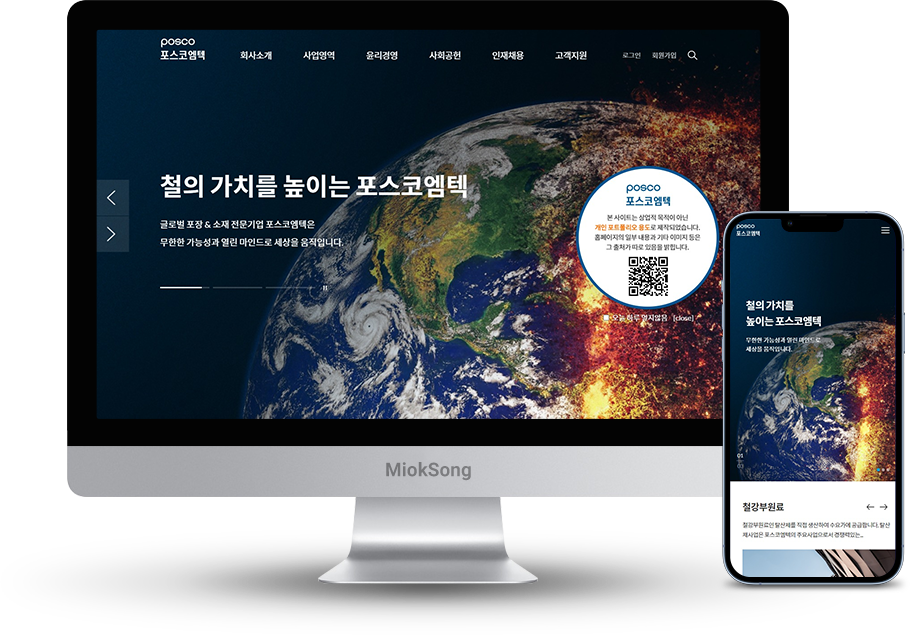 posco
포스코엠텍
회사소개 사업영역 윤리경영 사회공헌 인재채용 고객지원 로그인 회원가입
철의 가치를 높이는 포스코엠텍
글로벌 포장 & 소재 전문기업 포스코엠텍은
무한한 가능성과 열린 마인드로 세상을 움직입니다.
posco
포스코엠텍
본 사이트는 상업적 목적이 아닌
개인 포트폴리오 용도로 제작되었습니다.
홈페이지의 일부 내용과 기타 이미지 등은
그 출처가 따로 있음을 밝힙니다.
오늘 하루 열지않음 [close]
MiokSong
posco
포스코엠텍
철의 가치를
높이는 포스코엠텍
무한한 가능성과 열린 마인드로
세상을 움직입니다.
01
03
철강부원료
철강부원료인 탈산제를 직접 생산하여 수요가에 공급합니다. 탈산
제사업은 포스코엠텍의 주요사업으로서 경쟁력있는...